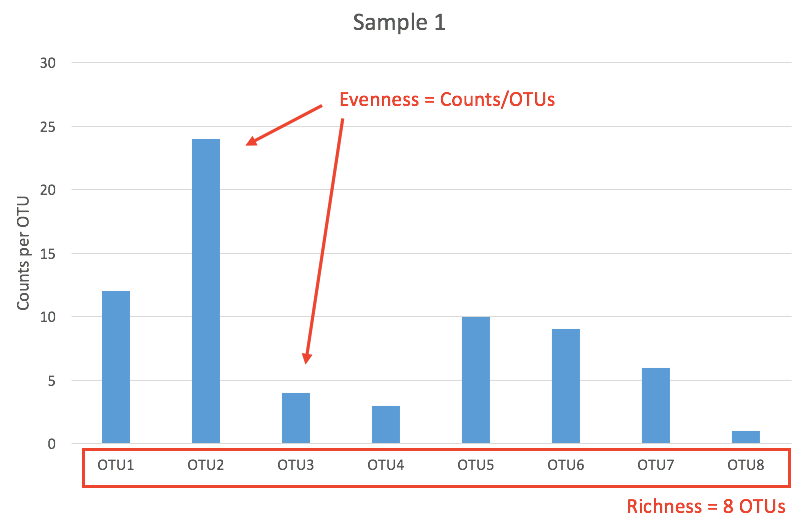 Sample 1
Evenness = Counts/OTUs
Counts per OTU
30
25
20
15
10
5
0
OTU1 OTU2 OTU3 OTU4 OTU5 OTU6 OTU7 OTU8
Richness = 8 OTUs